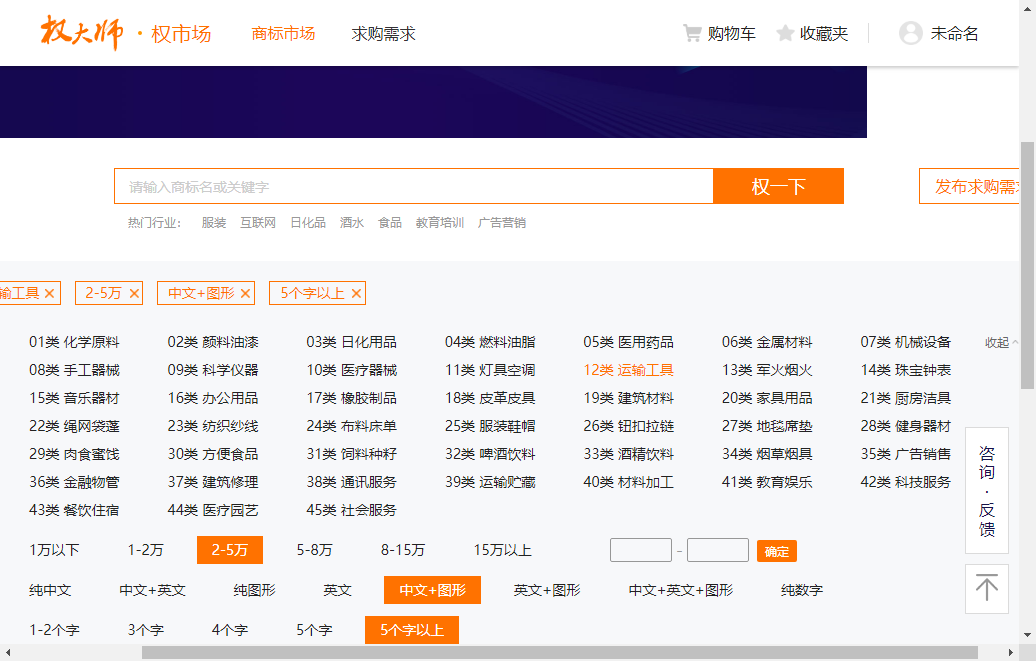 权大师 · 权市场 商标市场 求购需求 购物车 收藏夹 未命名
请输入商标名或关键字 权一下 发布求购需求
热门行业： 服装 互联网 日化品 酒水 食品 教育培训 广告营销
输工具 × 2-5万 × 中文+图形 × 5个字以上 ×
01类 化学原料 02类 颜料油漆 03类 日化用品 04类 燃料油脂 05类 医用药品 06类 金属材料 07类 机械设备 收起
08类 手工器械 09类 科学仪器 10类 医疗器械 11类 灯具空调 12类 运输工具 13类 军火烟火 14类 珠宝钟表
15类 音乐器材 16类 办公用品 17类 橡胶制品 18类 皮革皮具 19类 建筑材料 20类 家具用品 21类 厨房洁具
22类 绳网袋蓬 23类 纺织纱线 24类 布料床单 25类 服装鞋帽 26类 钮扣拉链 27类 地毯席垫 28类 健身器材
29类 肉食蜜饯 30类 方便食品 31类 饲料种籽 32类 啤酒饮料 33类 酒精饮料 34类 烟草烟具 35类 广告销售
36类 金融物管 37类 建筑修理 38类 通讯服务 39类 运输贮藏 40类 材料加工 41类 教育娱乐 42类 科技服务
43类 餐饮住宿 44类 医疗园艺 45类 社会服务
1万以下 1-2万 2-5万 5-8万 8-15万 15万以上 - 确定
纯中文 中文+英文 纯图形 英文 中文+图形 英文+图形 中文+英文+图形 纯数字
1-2个字 3个字 4个字 5个字 5个字以上
咨询·反馈